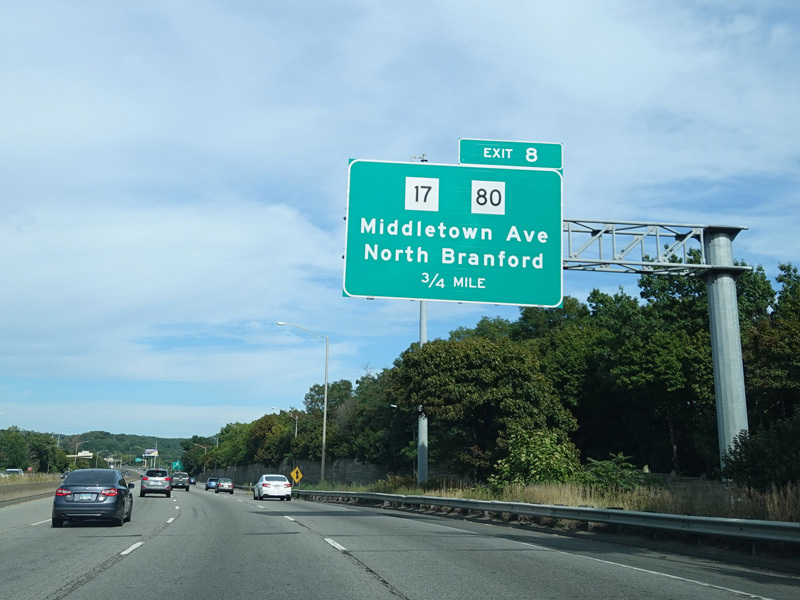 EXIT 8
17 80
Middletown Ave
North Branford
3/4 MILE